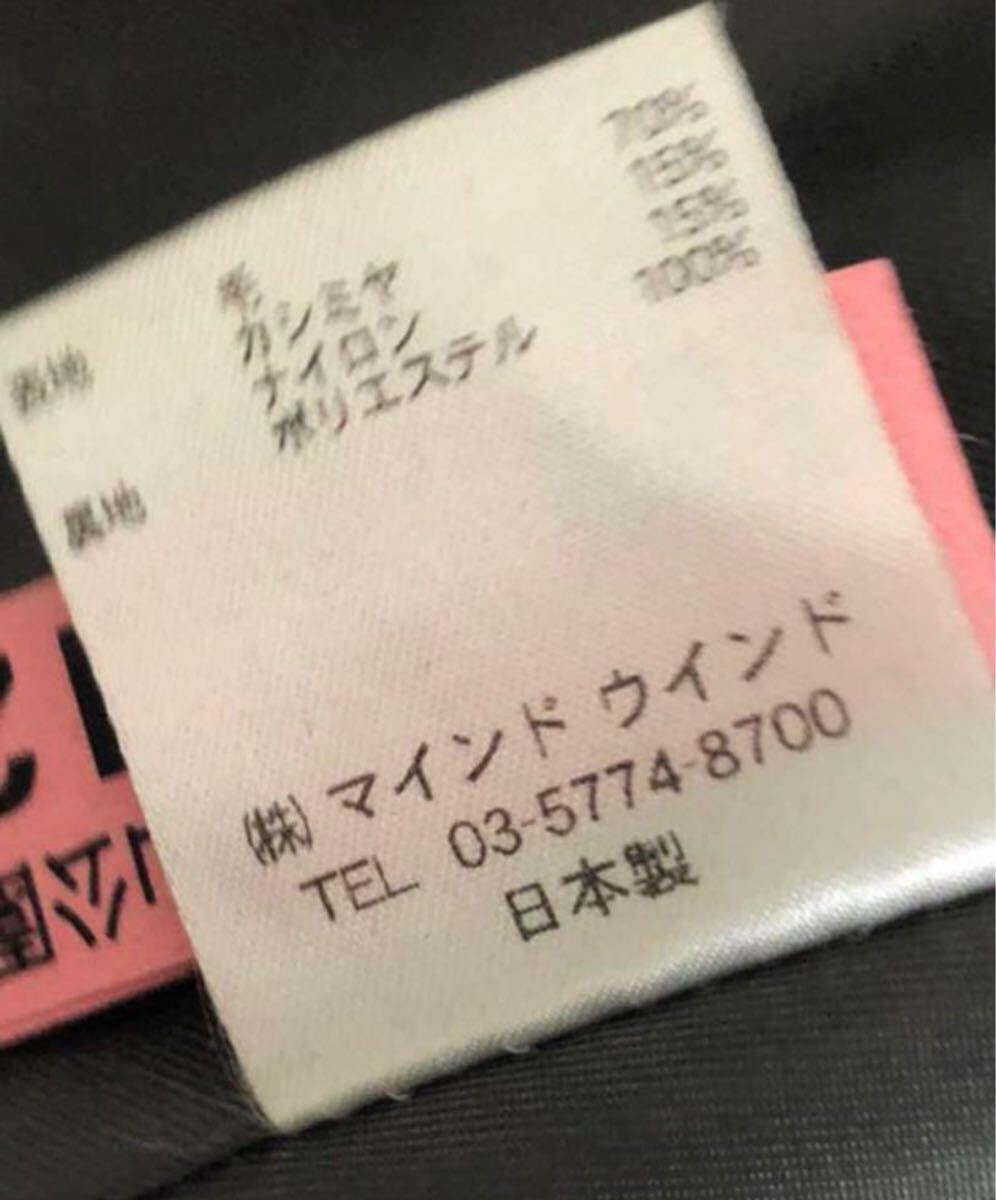 表地 毛 70%
カシミヤ 15%
ナイロン 15%
裏地 ポリエステル 100%
㈱ マインド ウインド
TEL 03-5774-8700
日本製